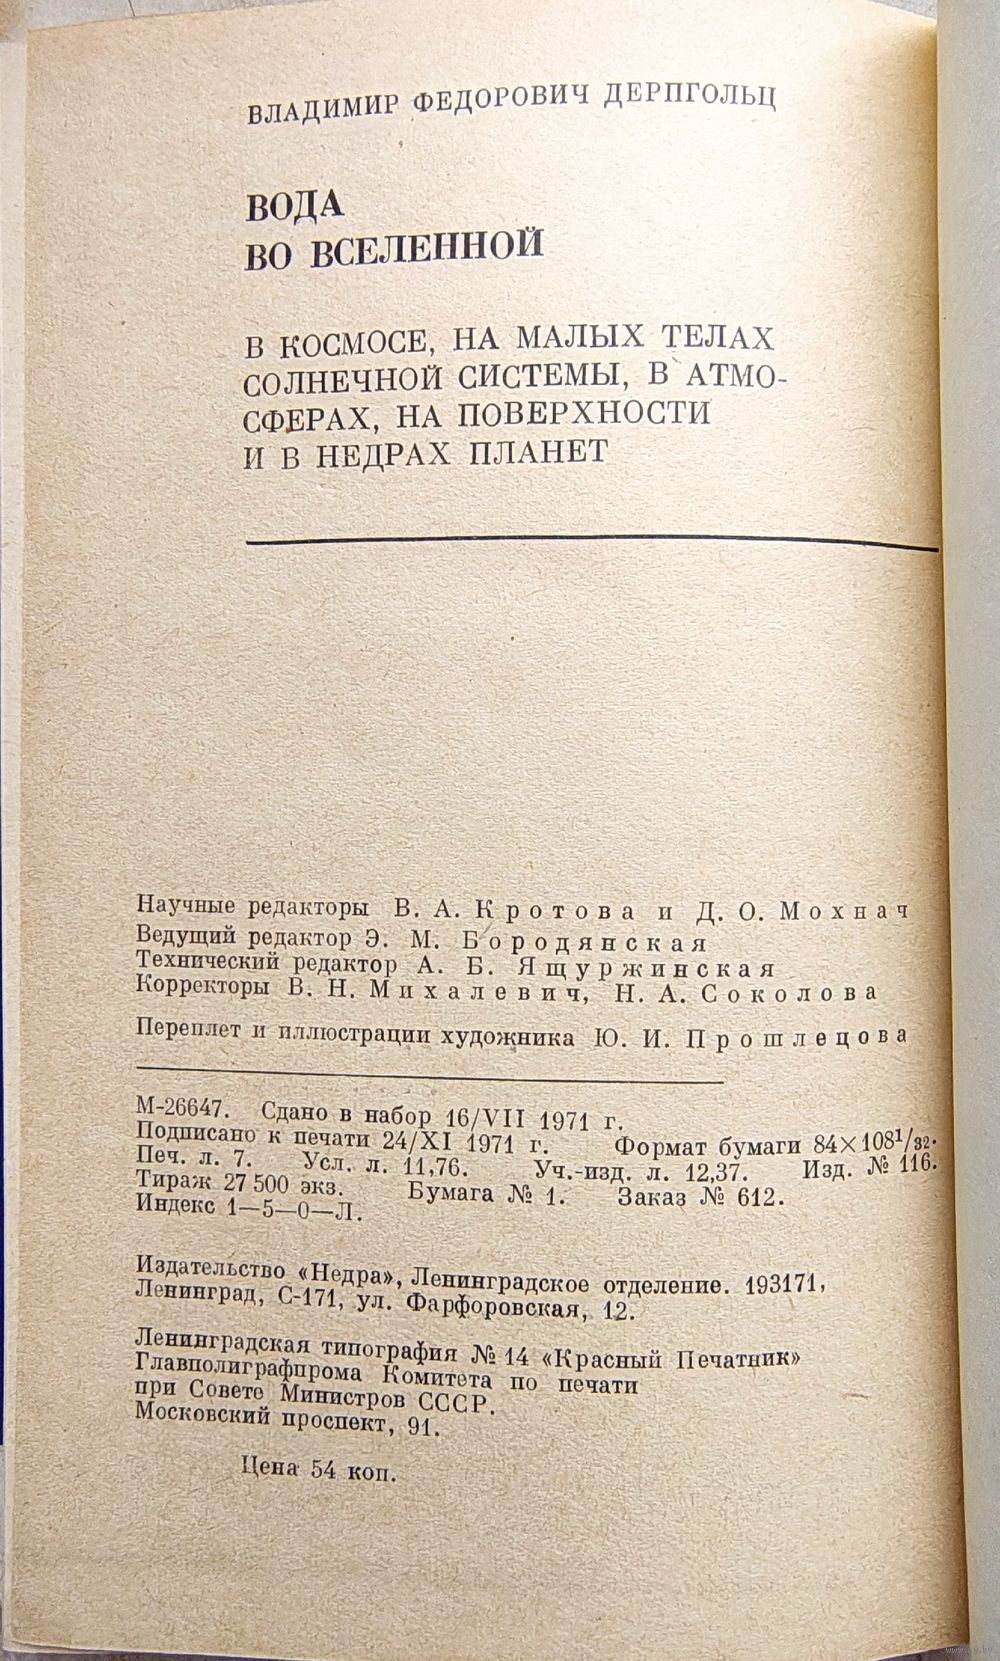 ВЛАДИМИР ФЕДОРОВИЧ ДЕРПГОЛЬЦ
ВОДА
ВО ВСЕЛЕННОЙ
В КОСМОСЕ, НА МАЛЫХ ТЕЛАХ
СОЛНЕЧНОЙ СИСТЕМЫ, В АТМО-
СФЕРАХ, НА ПОВЕРХНОСТИ
И В НЕДРАХ ПЛАНЕТ
Научные редакторы В. А. Кротова и Д. О. Мохнач
Ведущий редактор Э. М. Бородянская
Технический редактор А. Б. Ящуржинская
Корректоры В. Н. Михалевич, Н. А. Соколова
Переплет и иллюстрации художника Ю. И. Прошлецова
М-26647. Сдано в набор 16/VII 1971 г.
Подписано к печати 24/XI 1971 г. Формат бумаги 84×108¹/₃₂.
Печ. л. 7. Усл. л. 11,76. Уч.-изд. л. 12,37. Изд. № 116.
Тираж 27 500 экз. Бумага № 1. Заказ № 612.
Индекс 1—5—0—Л.
Издательство «Недра», Ленинградское отделение. 193171,
Ленинград, С-171, ул. Фарфоровская, 12.
Ленинградская типография № 14 «Красный Печатник»
Главполиграфпрома Комитета по печати
при Совете Министров СССР.
Московский проспект, 91.
Цена 54 коп.